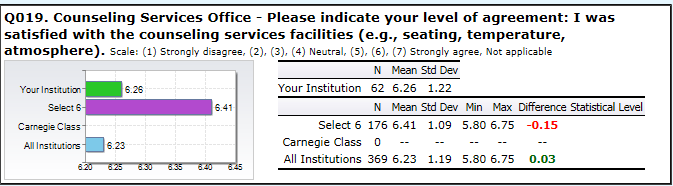 Q019. Counseling Services Office - Please indicate your level of agreement: I was
satisfied with the counseling services facilities (e.g., seating, temperature,
atmosphere). Scale: (1) Strongly disagree, (2), (3), (4) Neutral, (5), (6), (7) Strongly agree, Not applicable
Your Institution 6.26
Select 6 6.41
Carnegie Class
All Institutions 6.23
6.20 6.25 6.30 6.35 6.40 6.45
N Mean Std Dev
Your Institution 62 6.26 1.22
N Mean Std Dev Min Max Difference Statistical Level
Select 6 176 6.41 1.09 5.80 6.75 -0.15
Carnegie Class 0 -- -- -- -- --
All Institutions 369 6.23 1.19 5.80 6.75 0.03